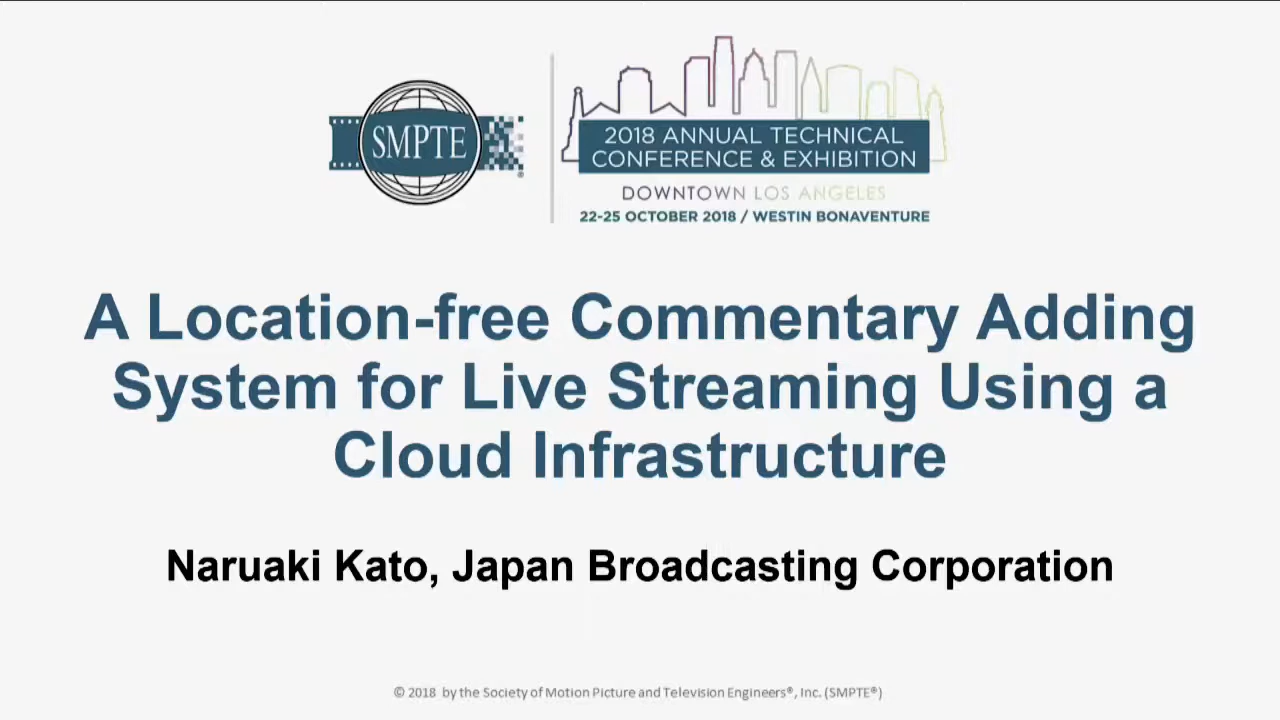 SMPTE
®
2018 ANNUAL TECHNICAL
CONFERENCE & EXHIBITION
DOWNTOWN LOS ANGELES
22-25 OCTOBER 2018 / WESTIN BONAVENTURE
A Location-free Commentary Adding
System for Live Streaming Using a
Cloud Infrastructure
Naruaki Kato, Japan Broadcasting Corporation
© 2018 by the Society of Motion Picture and Television Engineers®, Inc. (SMPTE®)